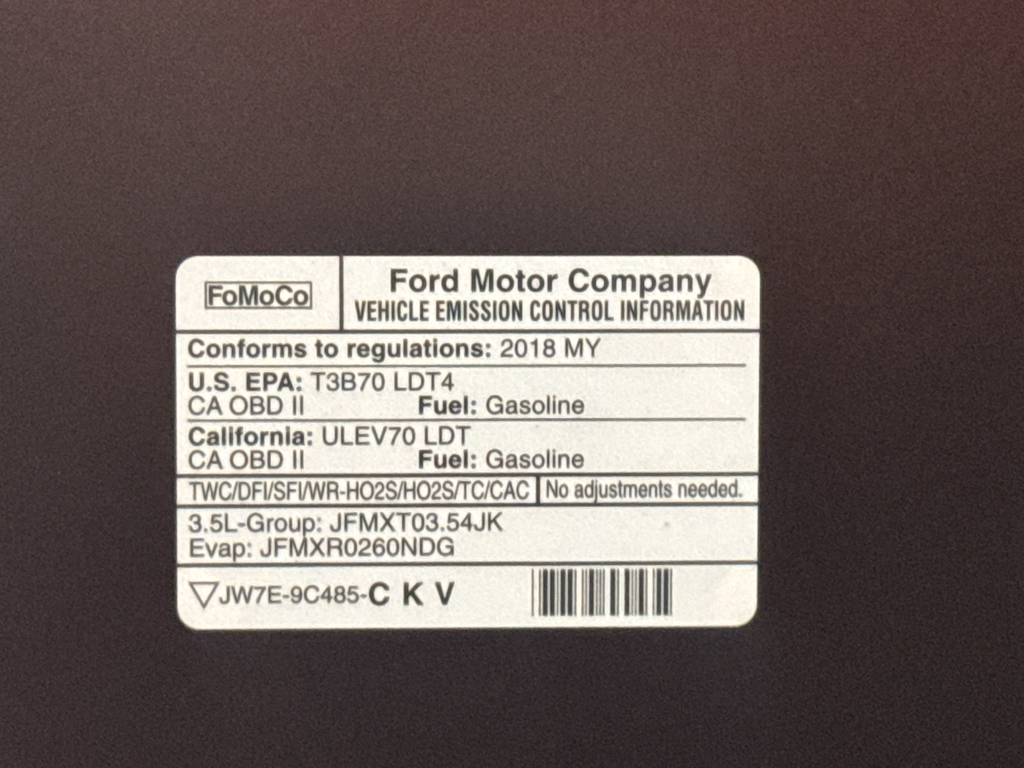 FoMoCo
Ford Motor Company
VEHICLE EMISSION CONTROL INFORMATION
Conforms to regulations: 2018 MY
U.S. EPA: T3B70 LDT4
CA OBD II Fuel: Gasoline
California: ULEV70 LDT
CA OBD II Fuel: Gasoline
TWC/DFI/SFI/WR-HO2S/HO2S/TC/CAC No adjustments needed.
3.5L-Group: JFMXT03.54JK
Evap: JFMXR0260NDG
JW7E-9C485-C K V